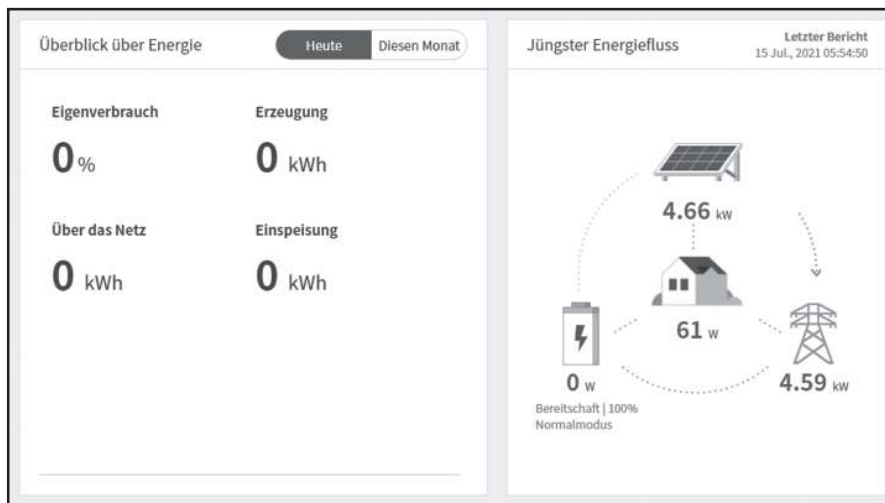 Überblick über Energie
Heute
Diesen Monat
Eigenverbrauch
Erzeugung
0 %
0 kWh
Über das Netz
Einspeisung
0 kWh
0 kWh
Jüngster Energiefluss
Letzter Bericht
15 Jul., 2021 05:54:50
4.66 kW
61 W
0 W
4.59 kW
Bereitschaft | 100%
Normalmodus